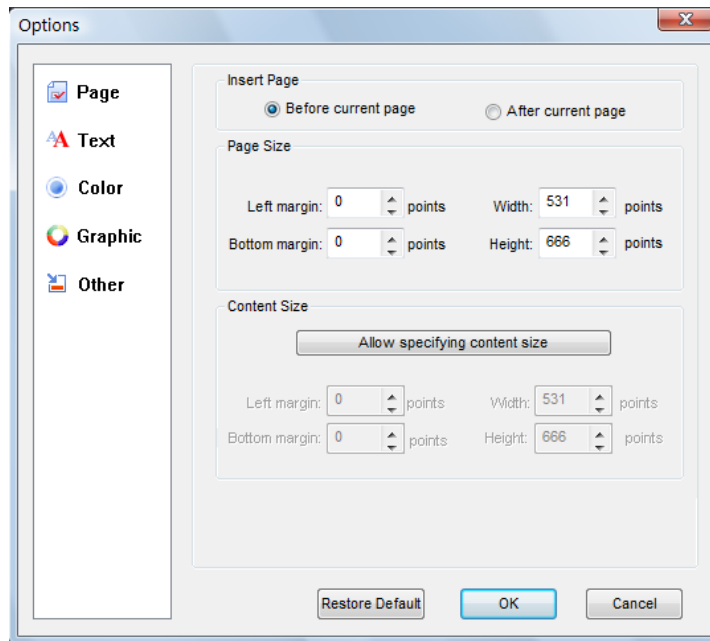 Options
Page
Text
Color
Graphic
Other
Insert Page
Before current page
After current page
Page Size
Left margin: 0 points Width: 531 points
Bottom margin: 0 points Height: 666 points
Content Size
Allow specifying content size
Left margin: 0 points Width: 531 points
Bottom margin: 0 points Height: 666 points
Restore Default OK Cancel